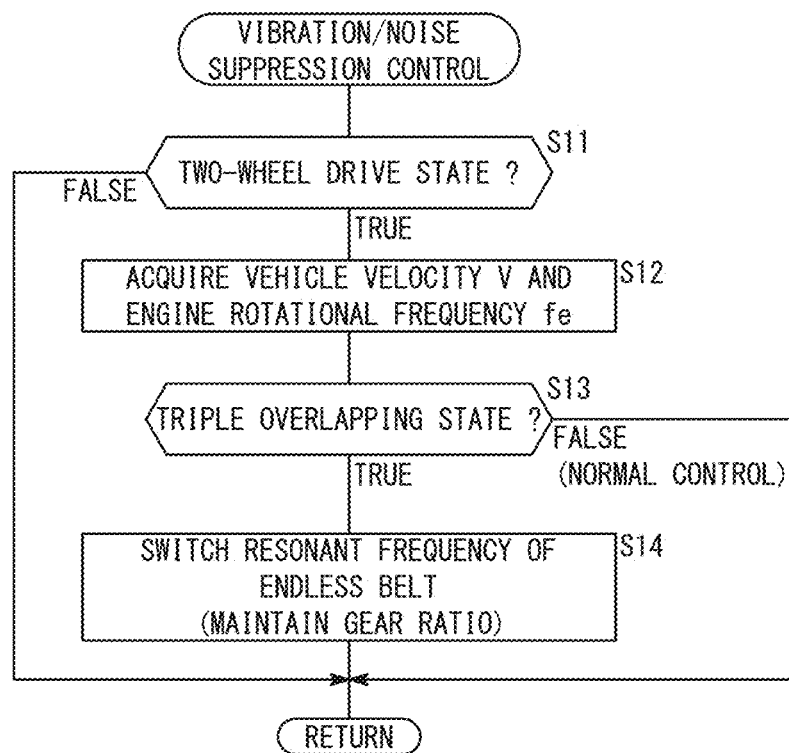 VIBRATION/NOISE
SUPPRESSION CONTROL
S11
TWO-WHEEL DRIVE STATE ?
FALSE
TRUE
S12
ACQUIRE VEHICLE VELOCITY V AND
ENGINE ROTATIONAL FREQUENCY fe
S13
TRIPLE OVERLAPPING STATE ?
FALSE
(NORMAL CONTROL)
TRUE
S14
SWITCH RESONANT FREQUENCY OF
ENDLESS BELT
(MAINTAIN GEAR RATIO)
RETURN